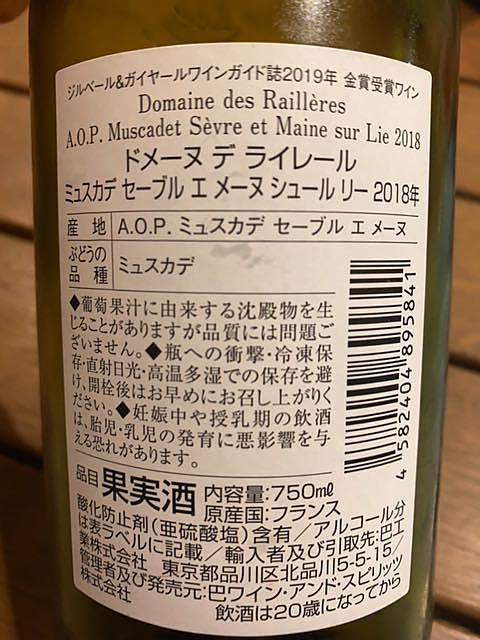 ジルベール&ガイヤールワインガイド誌2019年 金賞受賞ワイン
Domaine des Raillères
A.O.P. Muscadet Sèvre et Maine sur Lie 2018
ドメーヌ デ ライレール
ミュスカデ セーブル エ メーヌ シュール リー 2018年
産地 A.O.P. ミュスカデ セーブル エ メーヌ
ぶどうの品種 ミュスカデ
◆葡萄果汁に由来する沈殿物を生
じることがありますが品質には問題ご
ざいません。◆瓶への衝撃・冷凍保
存・直射日光・高温多湿での保存を避
け、開栓後はお早めにお召し上がりく
ださい。◆妊娠中や授乳期の飲酒
は、胎児・乳児の発育に悪影響を与
える恐れがあります。
4 582404 895841
品目 果実酒 内容量:750mℓ
原産国:フランス
酸化防止剤(亜硫酸塩)含有/アルコール分
は表ラベルに記載/輸入者及び引取先:巴工
業株式会社 東京都品川区北品川5-5-15/
管理者及び発売元:巴ワイン・アンド・スピリッツ
株式会社 飲酒は20歳になってから